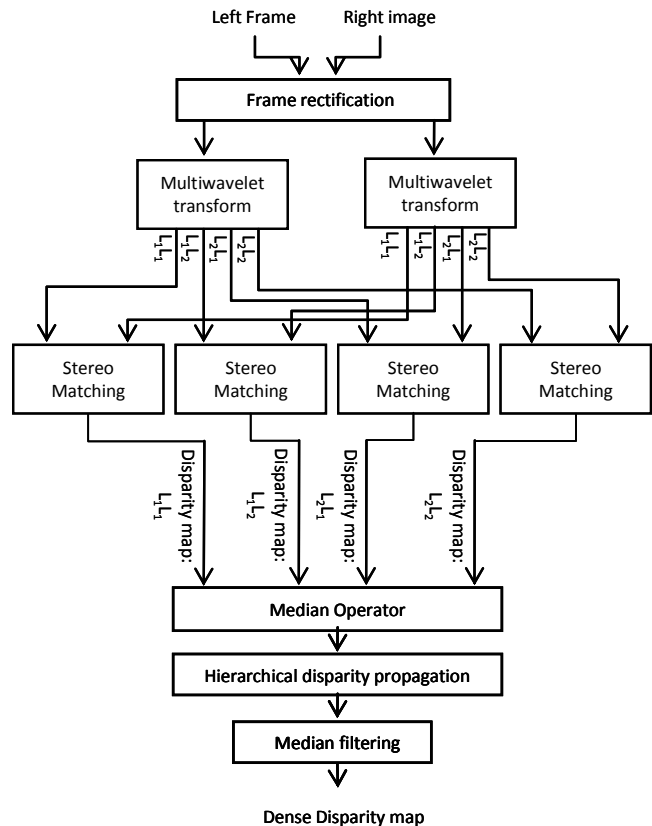 Left Frame
Right image
Frame rectification
Multiwavelet
transform
Multiwavelet
transform
L₁L₁
L₁L₂
L₂L₁
L₂L₂
L₁L₁
L₁L₂
L₂L₁
L₂L₂
Stereo
Matching
Stereo
Matching
Stereo
Matching
Stereo
Matching
Disparity map:
L₁L₁
Disparity map:
L₁L₂
Disparity map:
L₂L₁
Disparity map:
L₂L₂
Median Operator
Hierarchical disparity propagation
Median filtering
Dense Disparity map